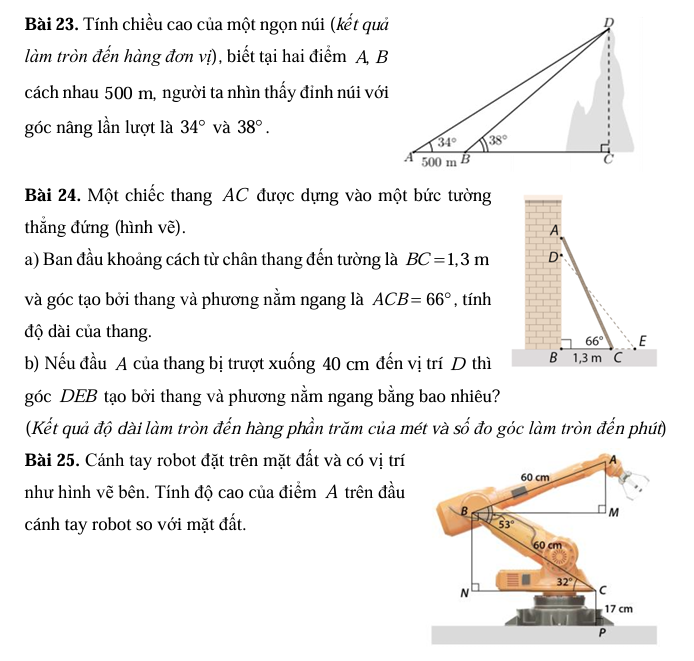 Bài 23. Tính chiều cao của một ngọn núi (kết quả
làm tròn đến hàng đơn vị), biết tại hai điểm A, B
cách nhau 500 m, người ta nhìn thấy đỉnh núi với
góc nâng lần lượt là 34° và 38°.
D
34°
38°
A
500 m
B
C
Bài 24. Một chiếc thang AC được dựng vào một bức tường
thẳng đứng (hình vẽ).
a) Ban đầu khoảng cách từ chân thang đến tường là BC = 1,3 m
và góc tạo bởi thang và phương nằm ngang là ACB = 66°, tính
độ dài của thang.
b) Nếu đầu A của thang bị trượt xuống 40 cm đến vị trí D thì
góc DEB tạo bởi thang và phương nằm ngang bằng bao nhiêu?
(Kết quả độ dài làm tròn đến hàng phần trăm của mét và số đo góc làm tròn đến phút)
A
D
66°
E
B
1,3 m
C
Bài 25. Cánh tay robot đặt trên mặt đất và có vị trí
như hình vẽ bên. Tính độ cao của điểm A trên đầu
cánh tay robot so với mặt đất.
A
60 cm
B
M
53°
60 cm
32°
N
C
17 cm
P